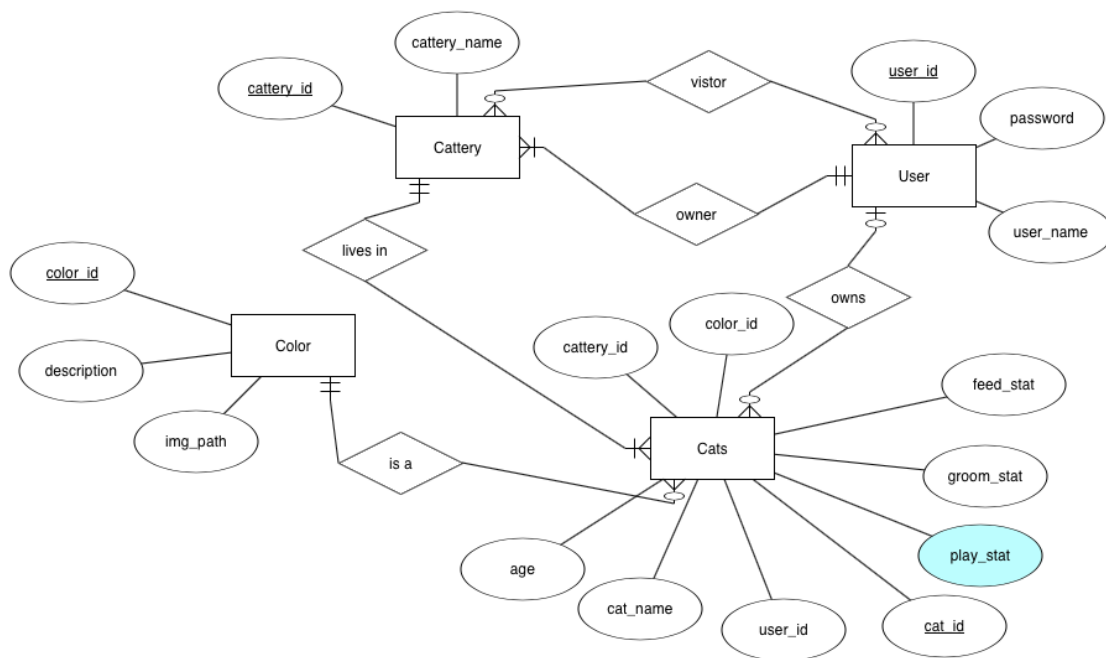 cattery_name
vistor
user_id
cattery_id
password
Cattery
User
owner
user_name
lives in
color_id
owns
color_id
cattery_id
Color
description
feed_stat
img_path
Cats
is a
groom_stat
play_stat
age
cat_name
user_id
cat_id